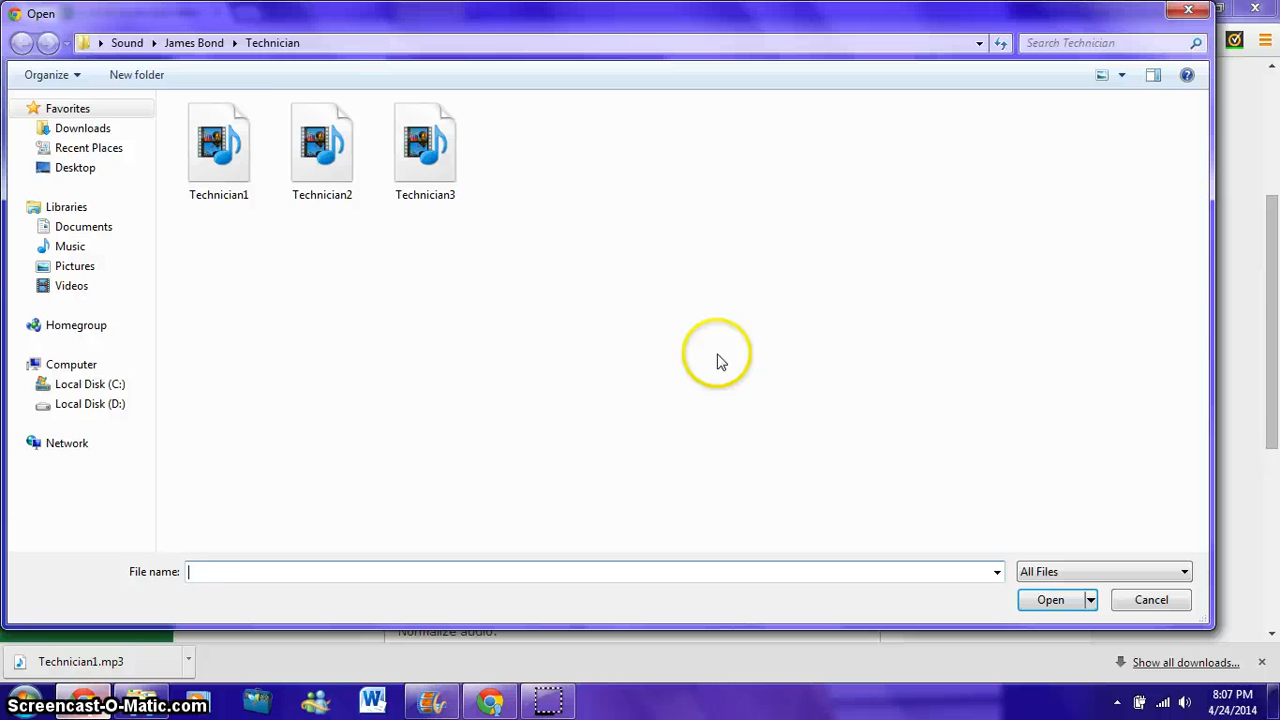 Open
Sound James Bond Technician
Search Technician
Organize New folder
Favorites
Downloads
Recent Places
Desktop
Libraries
Documents
Music
Pictures
Videos
Homegroup
Computer
Local Disk (C:)
Local Disk (D:)
Network
Technician1 Technician2 Technician3
File name: All Files
Open Cancel
Normalize audio.
Technician1.mp3 Show all downloads...
Screencast-O-Matic.com
8:07 PM
4/24/2014